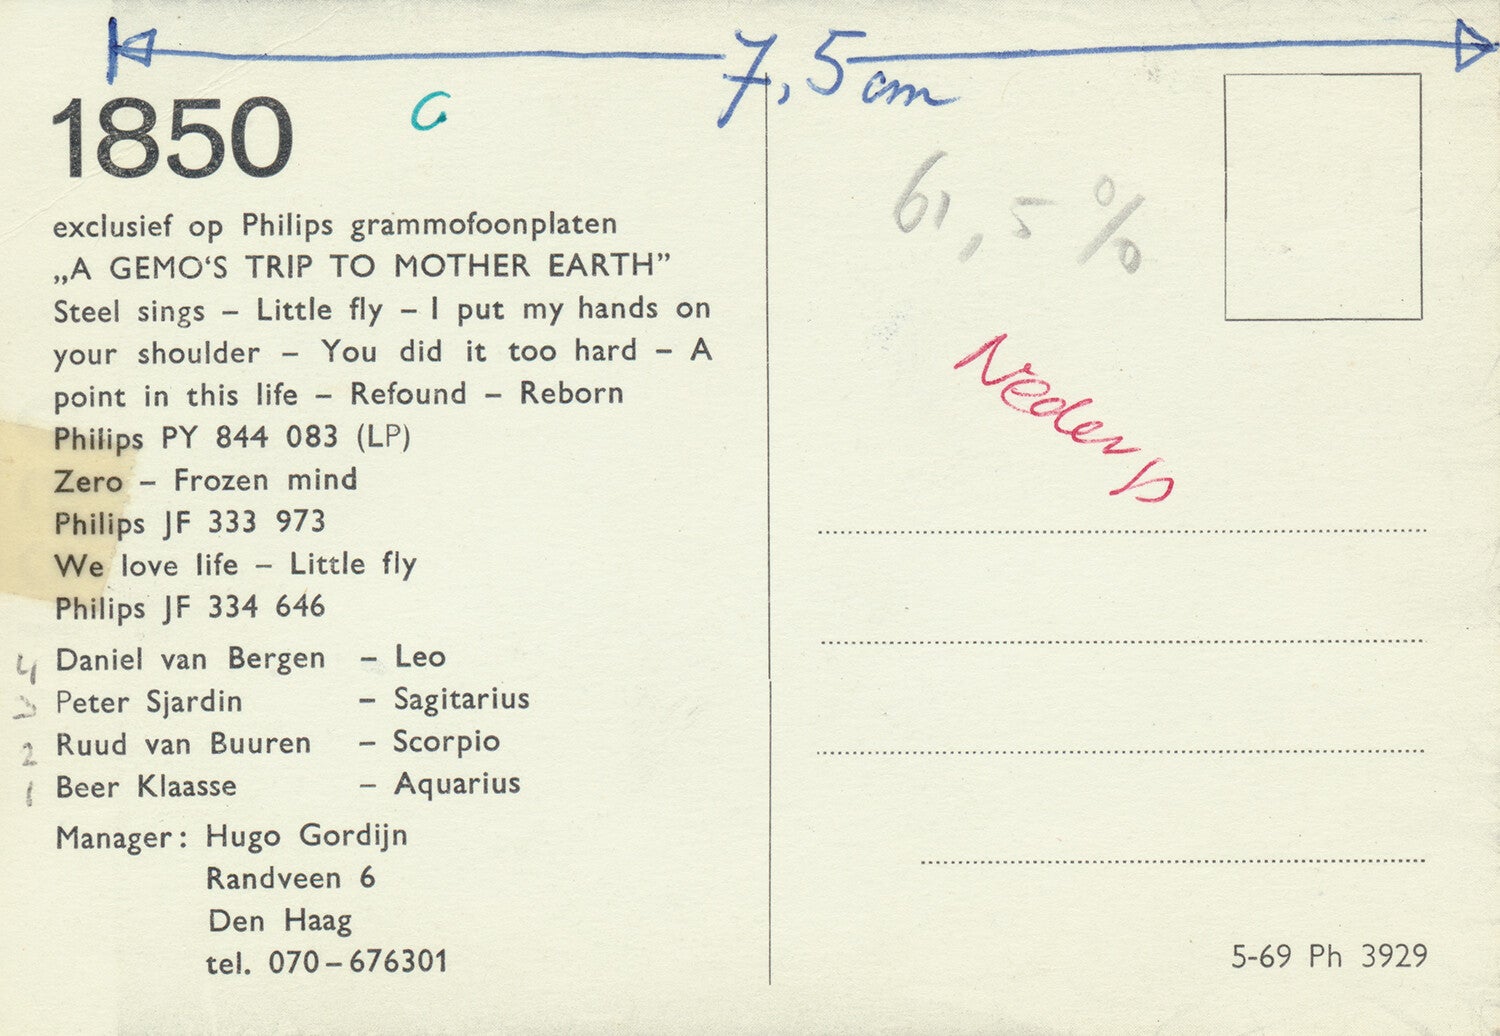 7,5 cm
1850
exclusief op Philips grammofoonplaten
„A GEMO‘S TRIP TO MOTHER EARTH”
Steel sings – Little fly – I put my hands on
your shoulder – You did it too hard – A
point in this life – Refound – Reborn
Philips PY 844 083 (LP)
Zero – Frozen mind
Philips JF 333 973
We love life – Little fly
Philips JF 334 646
4 Daniel van Bergen – Leo
3 Peter Sjardin – Sagitarius
2 Ruud van Buuren – Scorpio
1 Beer Klaasse – Aquarius
Manager: Hugo Gordijn
Randveen 6
Den Haag
tel. 070–676301
61,5 %
5-69 Ph 3929